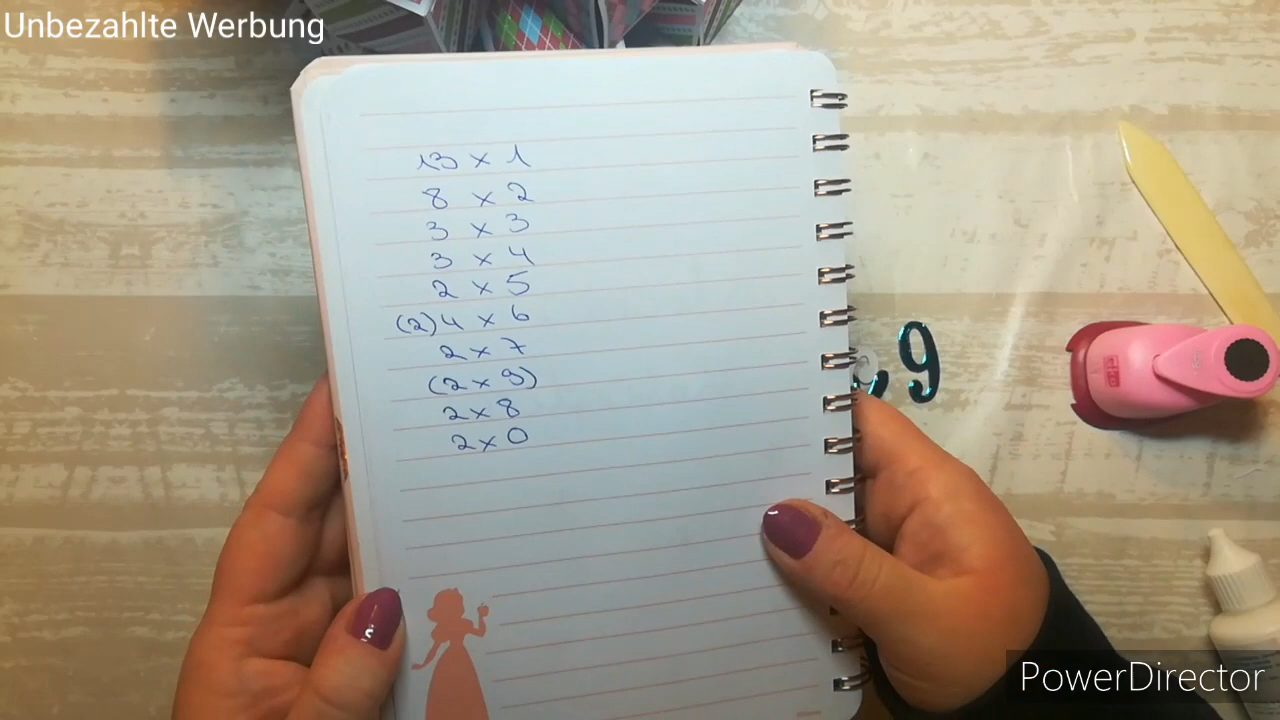 Unbezahlte Werbung
13 x 1
8 x 2
3 x 3
3 x 4
2 x 5
(2) 4 x 6
2 x 7
(2 x 9)
2 x 8
2 x 0
9
PowerDirector